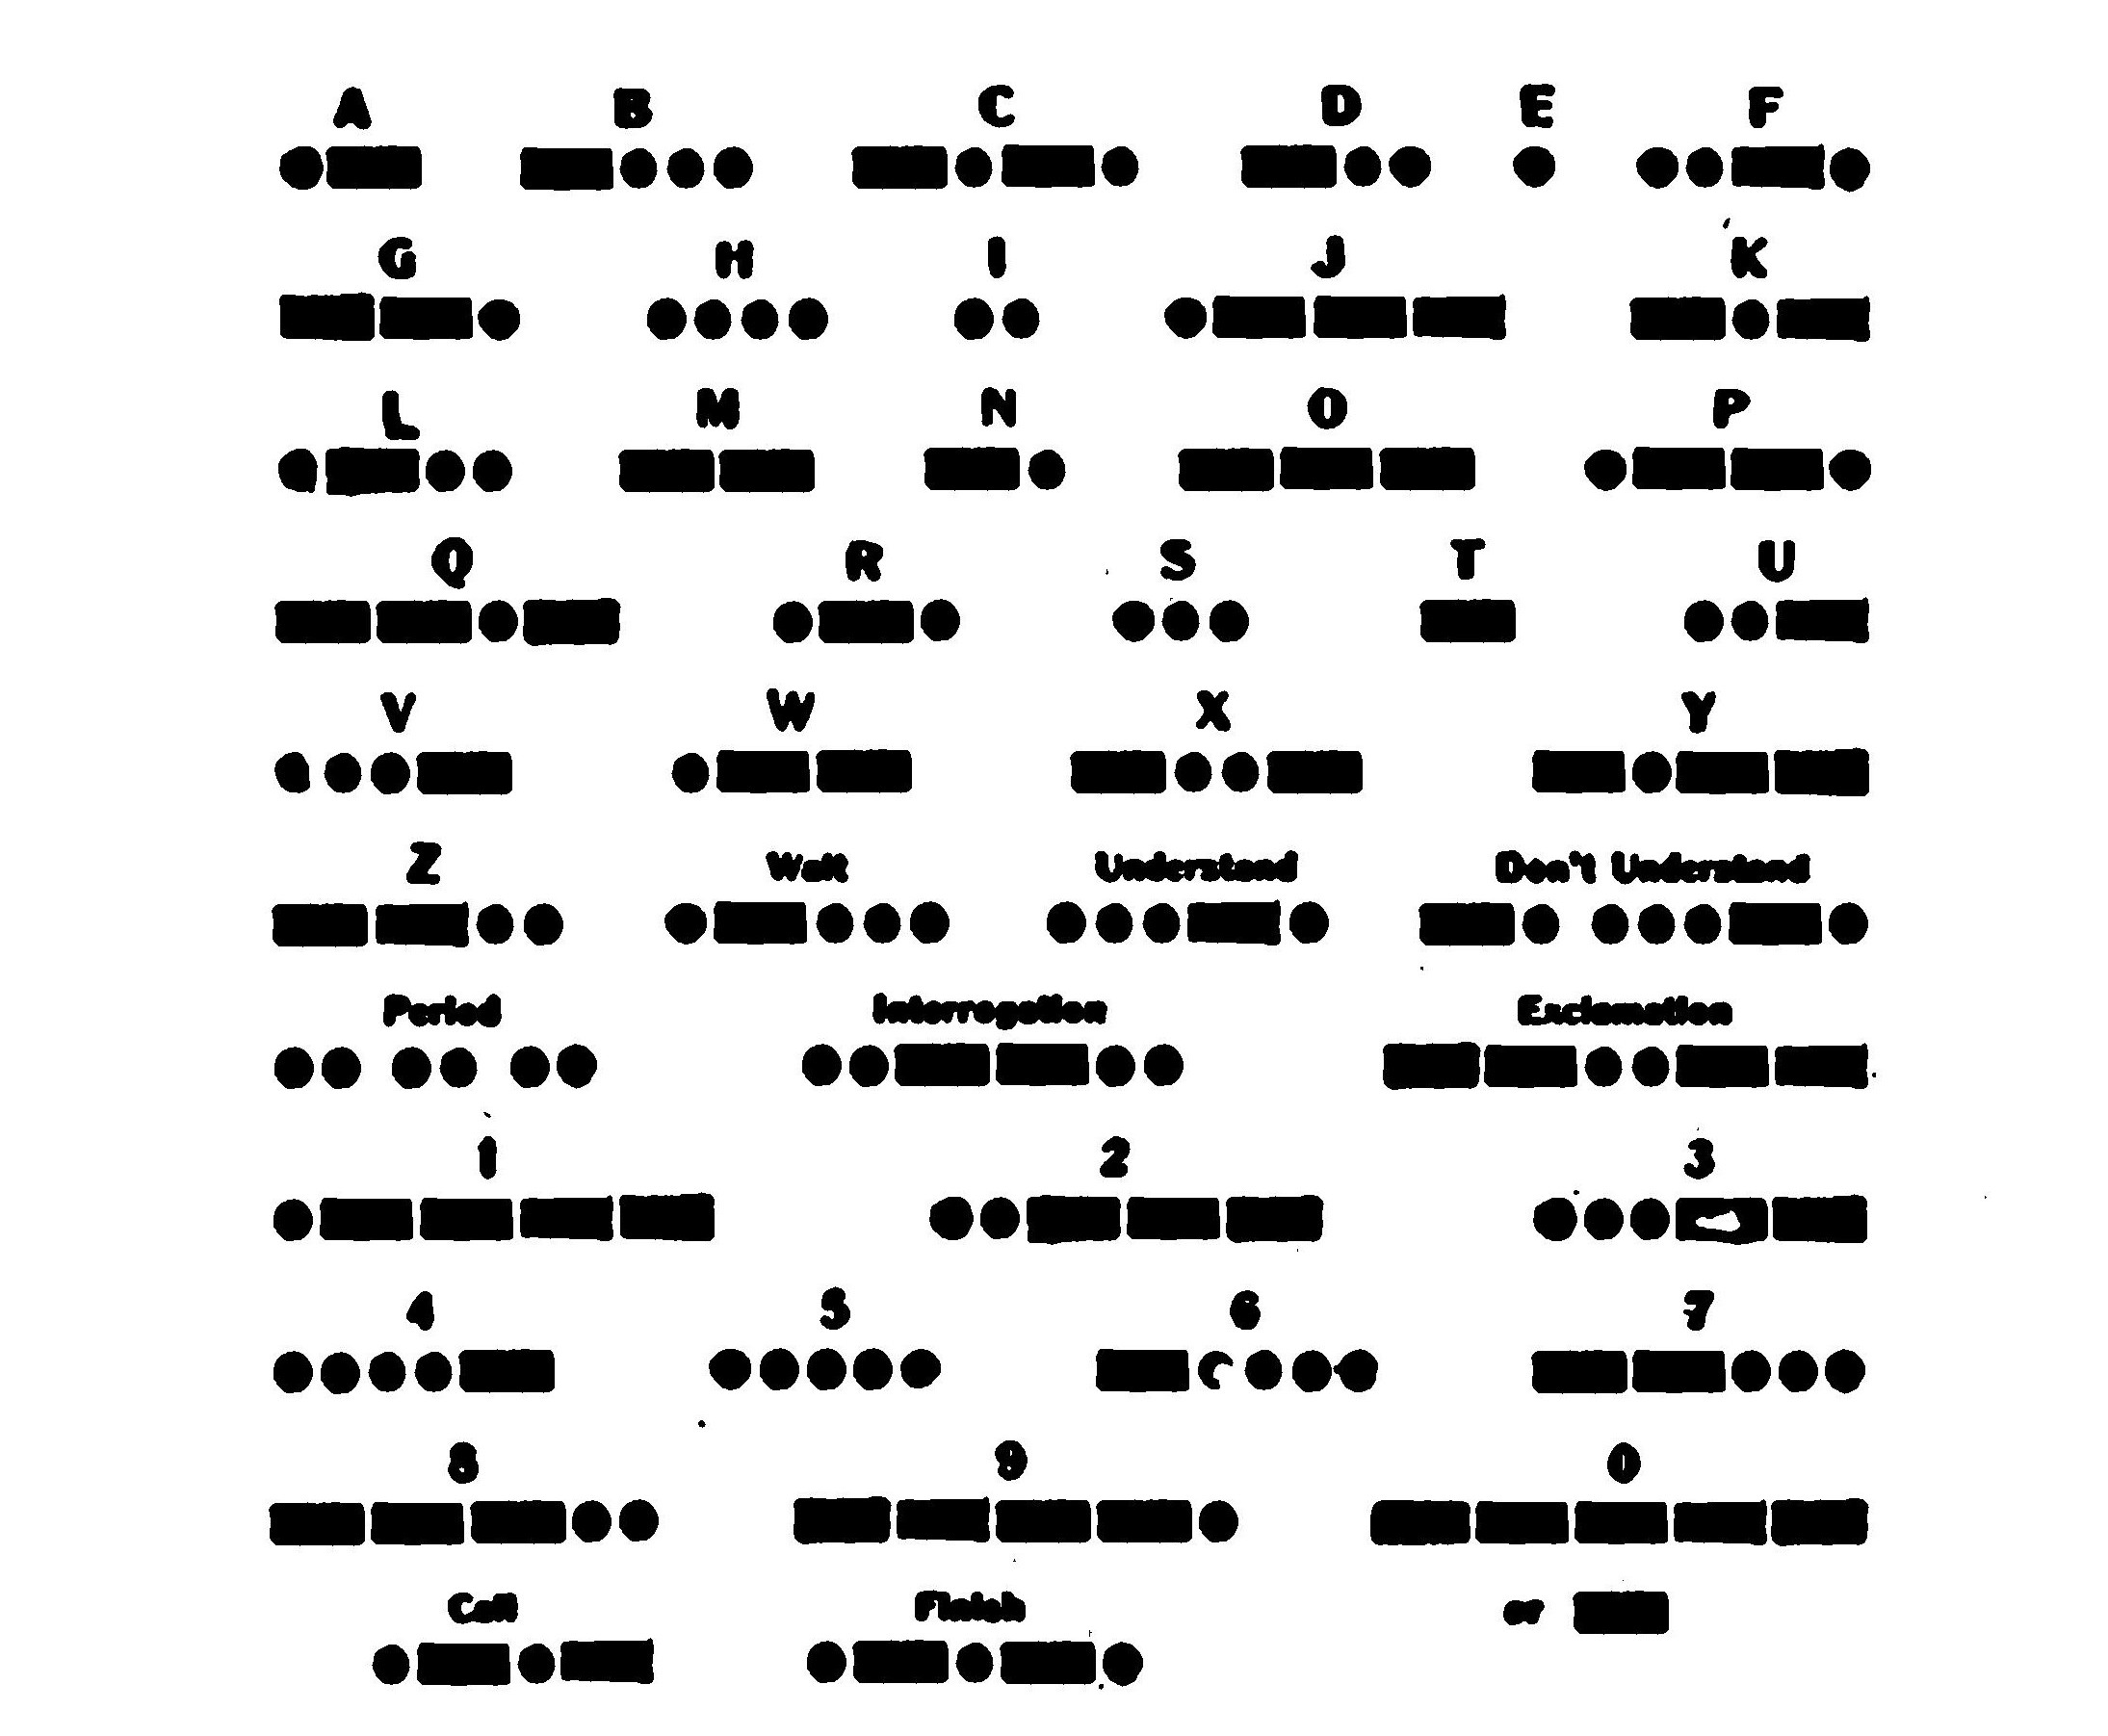 A B C D E F
G H I J K
L M N O P
Q R S T U
V W X Y
Z Wait Understand Don't Understand
Period Interrogation Exclamation
1 2 3
4 5 6 7
8 9 0
Call Finish or